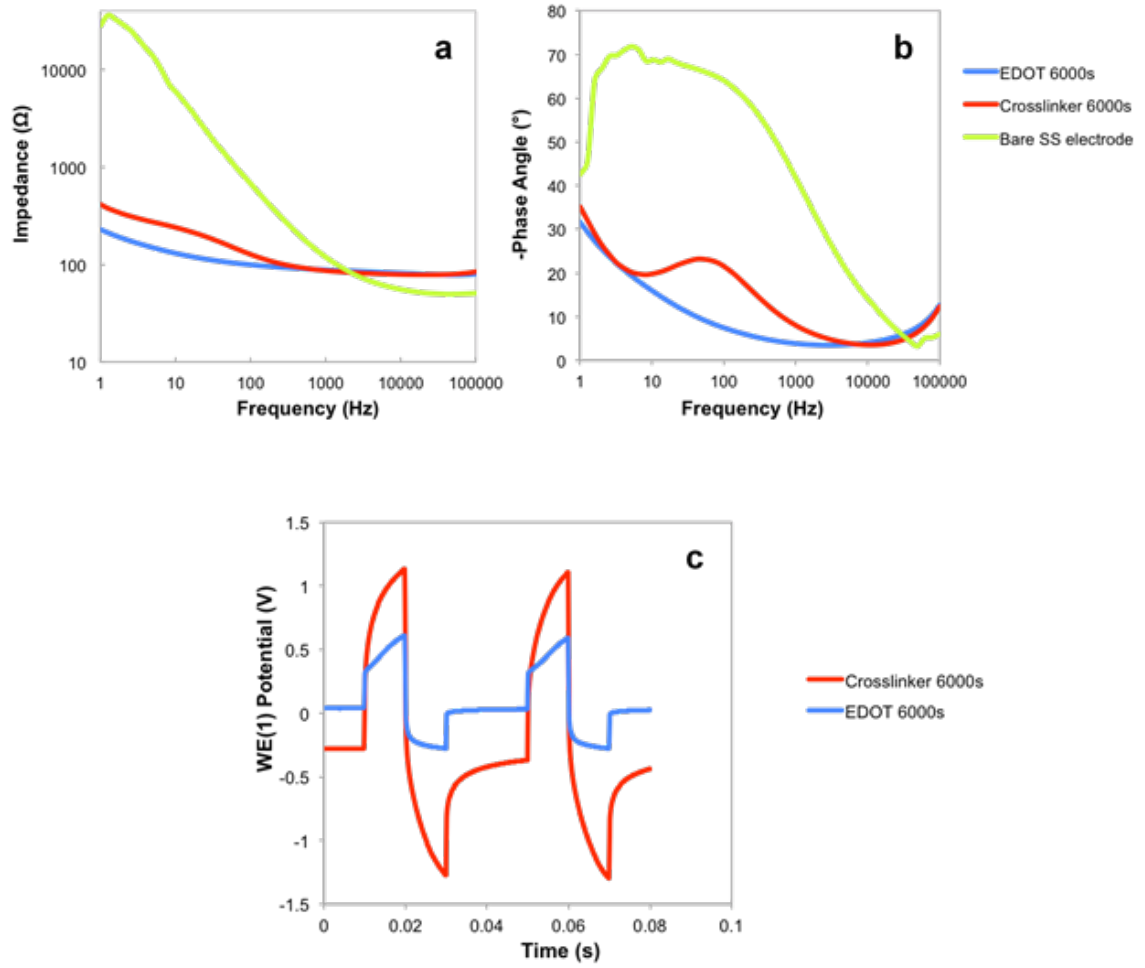 a
Impedance (Ω)
10000
1000
100
10
1 10 100 1000 10000 100000
Frequency (Hz)
b
-Phase Angle (°)
80
70
60
50
40
30
20
10
0
1 10 100 1000 10000 100000
Frequency (Hz)
EDOT 6000s
Crosslinker 6000s
Bare SS electrode
c
WE(1) Potential (V)
1.5
1
0.5
0
-0.5
-1
-1.5
0 0.02 0.04 0.06 0.08 0.1
Time (s)
Crosslinker 6000s
EDOT 6000s